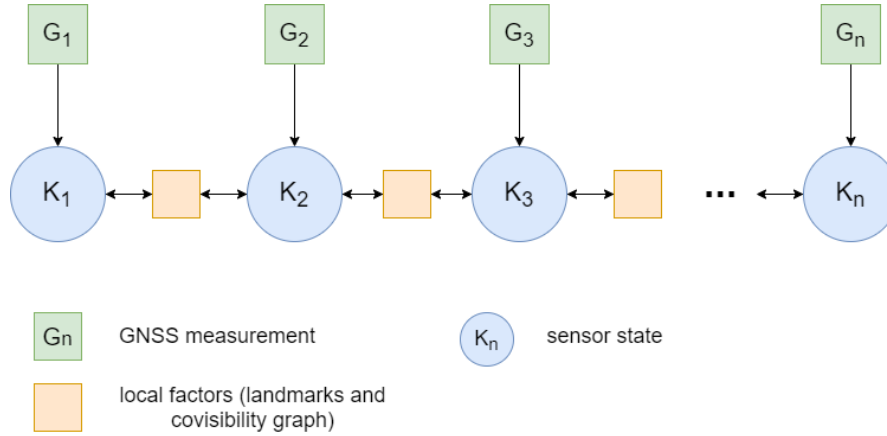 G₁ G₂ G₃ Gₙ
K₁ K₂ K₃ ... Kₙ
Gn GNSS measurement Kₙ sensor state
local factors (landmarks and
covisibility graph)